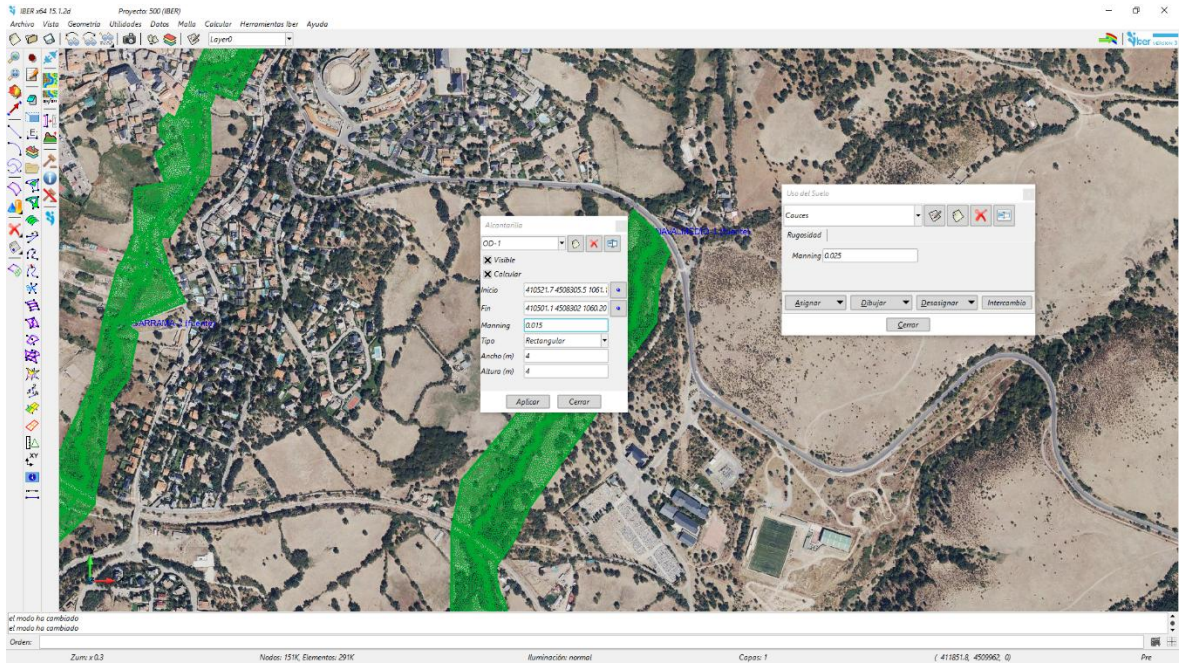 IBER x64 15.1.2d Proyecto: 500 (IBER)
Archivo Vista Geometría Utilidades Datos Malla Calcular Herramientas Iber Ayuda
Layer0
Iber
Alcantarilla
OD-1
Visible
Calcular
Inicio 410521.7 4508305.5 1061.1
Fin 410501.1 4508302 1060.20
Manning 0.015
Tipo Rectangular
Ancho (m) 4
Altura (m) 4
Aplicar Cerrar
Uso del Suelo
Cauces
Rugosidad
Manning 0.025
Asignar Dibujar Desasignar Intercambio
Cerrar
el modo ha cambiado
el modo ha cambiado
Orden:
Zum: x 0.3 Nodos: 151K, Elementos: 291K Iluminación: normal Capas: 1 ( 411851.8, 4509962, 0) Pre